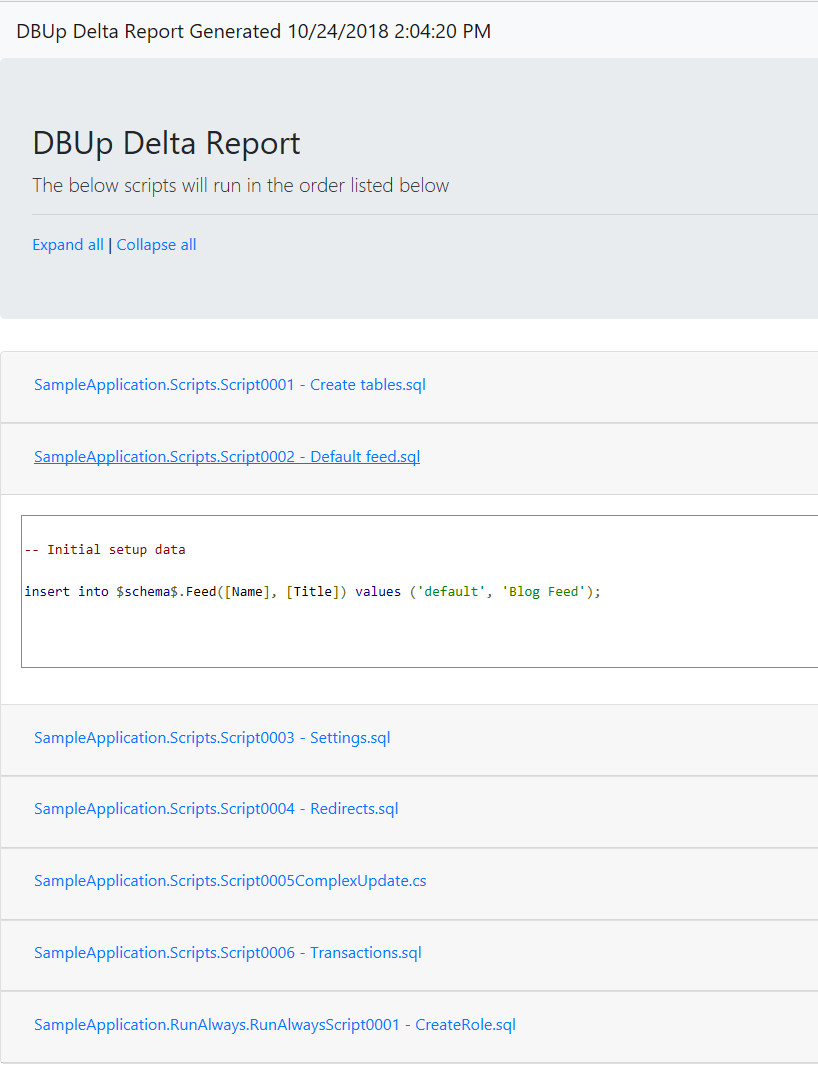 DBUp Delta Report Generated 10/24/2018 2:04:20 PM
DBUp Delta Report
The below scripts will run in the order listed below
Expand all | Collapse all
SampleApplication.Scripts.Script0001 - Create tables.sql
SampleApplication.Scripts.Script0002 - Default feed.sql
-- Initial setup data
insert into $schema$.Feed([Name], [Title]) values ('default', 'Blog Feed');
SampleApplication.Scripts.Script0003 - Settings.sql
SampleApplication.Scripts.Script0004 - Redirects.sql
SampleApplication.Scripts.Script0005ComplexUpdate.cs
SampleApplication.Scripts.Script0006 - Transactions.sql
SampleApplication.RunAlways.RunAlwaysScript0001 - CreateRole.sql